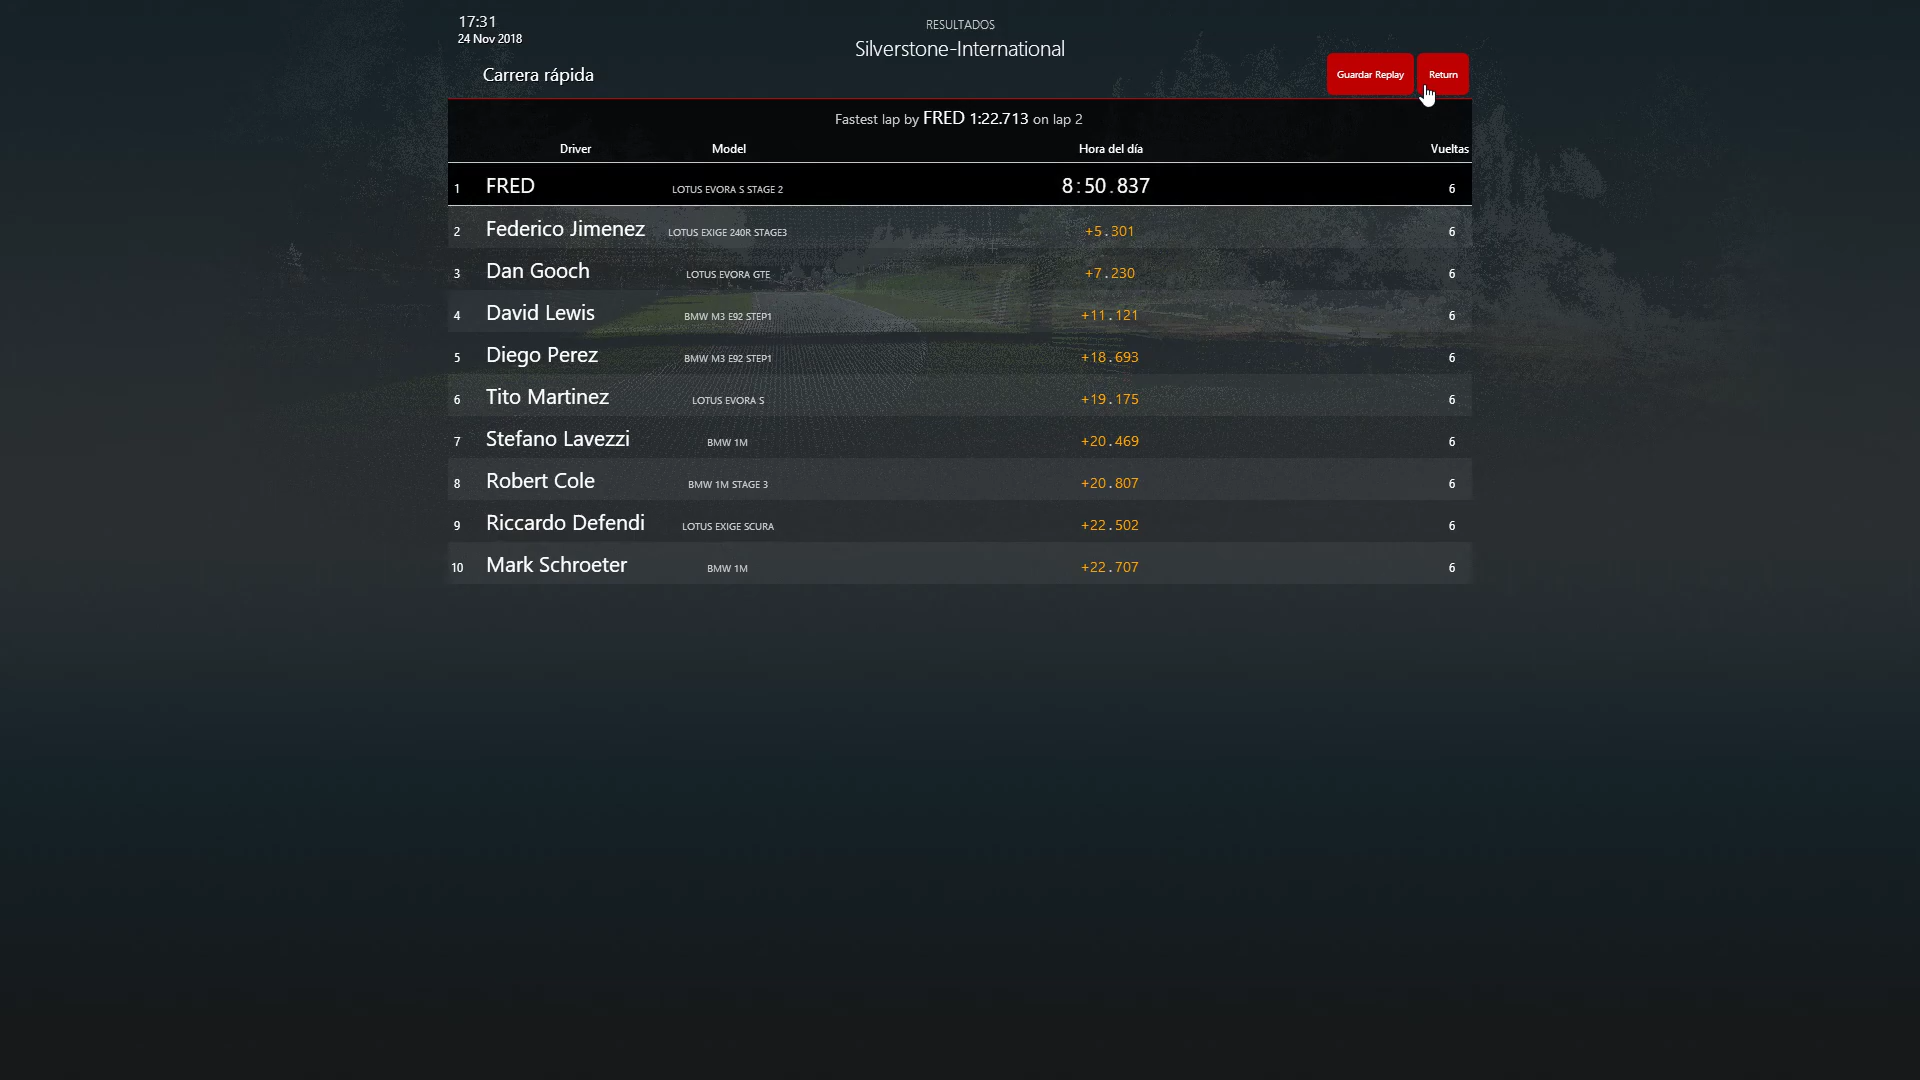 17:31
24 Nov 2018
RESULTADOS
Silverstone-International
Carrera rápida
Guardar Replay Return
Fastest lap by FRED 1:22.713 on lap 2
Driver Model Hora del día Vueltas
1 FRED LOTUS EVORA S STAGE 2 8:50.837 6
2 Federico Jimenez LOTUS EXIGE 240R STAGE3 +5.301 6
3 Dan Gooch LOTUS EVORA GTE +7.230 6
4 David Lewis BMW M3 E92 STEP1 +11.121 6
5 Diego Perez BMW M3 E92 STEP1 +18.693 6
6 Tito Martinez LOTUS EVORA S +19.175 6
7 Stefano Lavezzi BMW 1M +20.469 6
8 Robert Cole BMW 1M STAGE 3 +20.807 6
9 Riccardo Defendi LOTUS EXIGE SCURA +22.502 6
10 Mark Schroeter BMW 1M +22.707 6